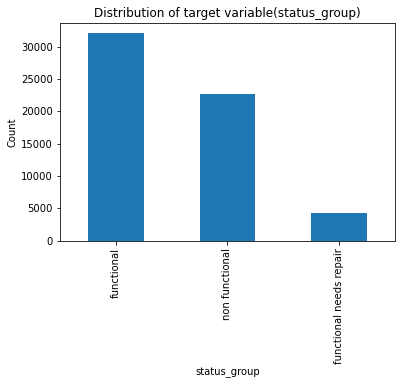 Distribution of target variable(status_group)
Count
30000
25000
20000
15000
10000
5000
0
functional
non functional
functional needs repair
status_group